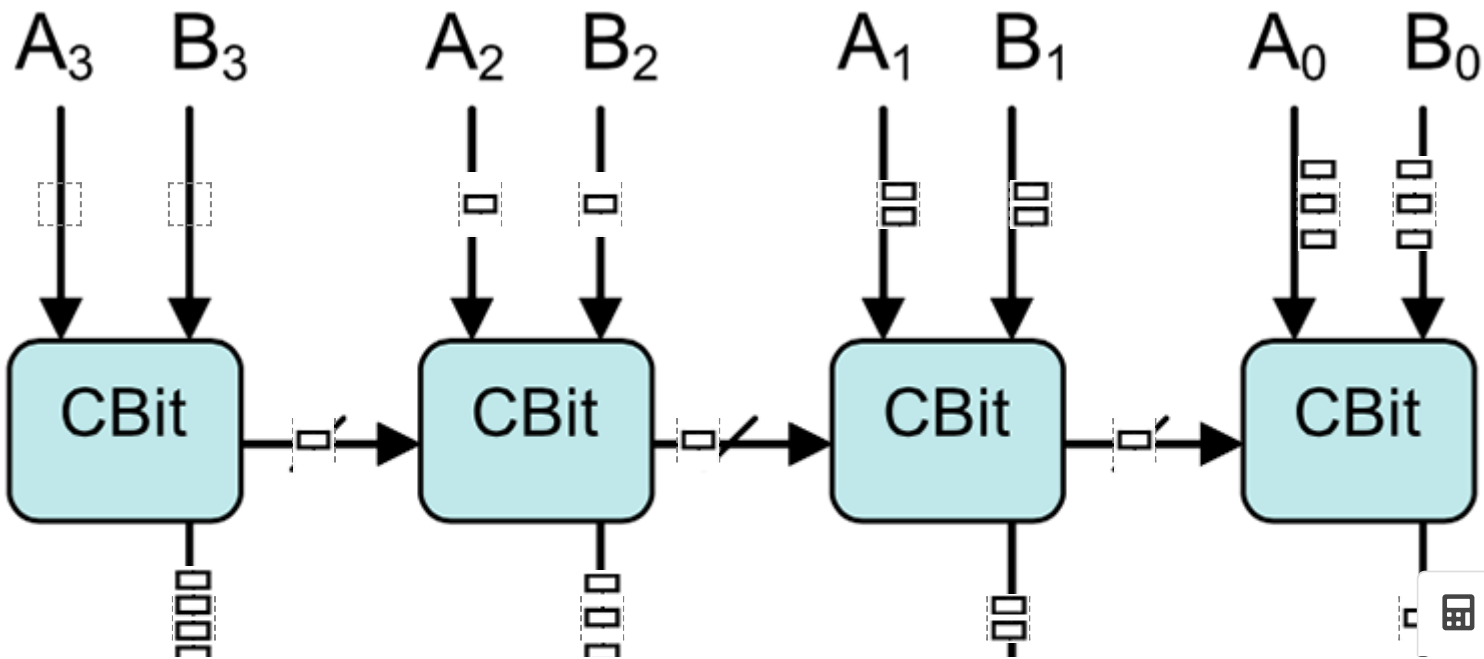 A₃ B₃ A₂ B₂ A₁ B₁ A₀ B₀
CBit CBit CBit CBit